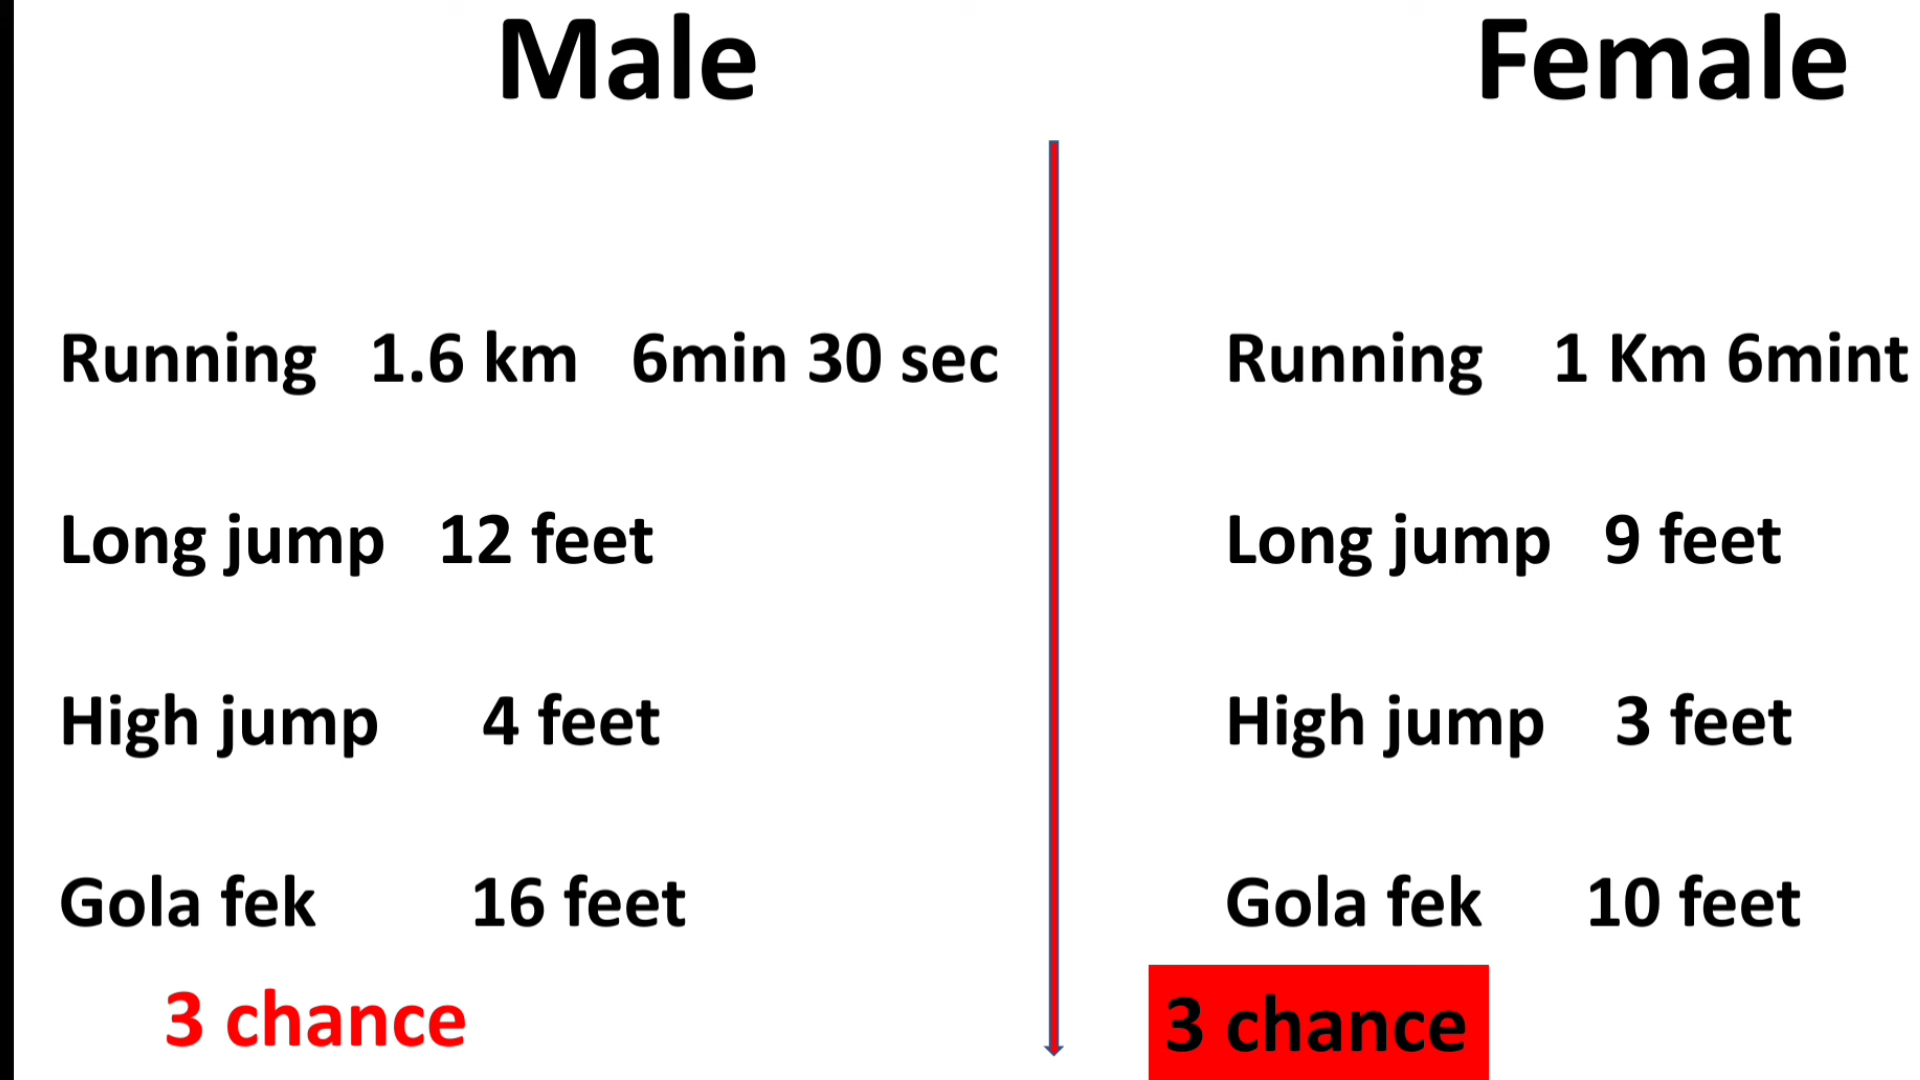 Male
Running 1.6 km 6min 30 sec
Long jump 12 feet
High jump 4 feet
Gola fek 16 feet
3 chance
Female
Running 1 Km 6mint
Long jump 9 feet
High jump 3 feet
Gola fek 10 feet
3 chance